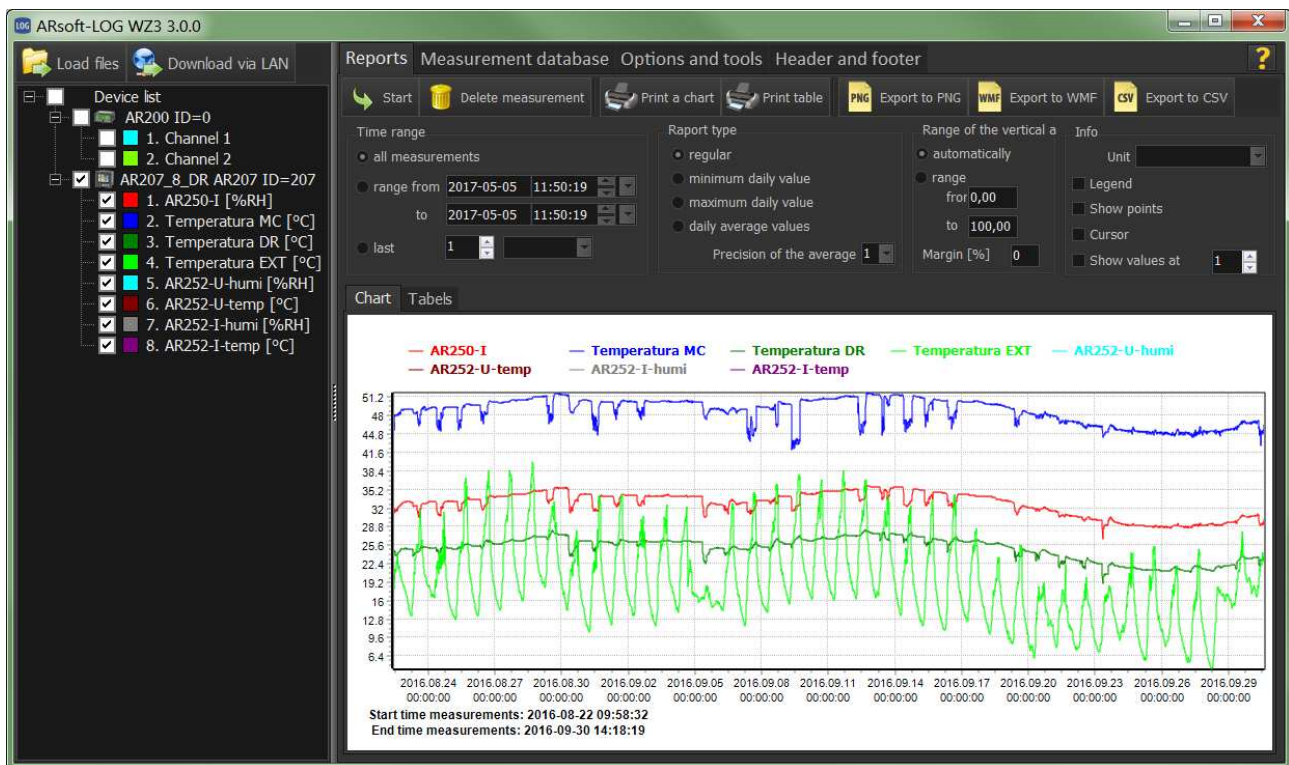 LOG ARsoft-LOG WZ3 3.0.0
Load files
Download via LAN
Device list
AR200 ID=0
1. Channel 1
2. Channel 2
AR207_8_DR AR207 ID=207
1. AR250-I [%RH]
2. Temperatura MC [°C]
3. Temperatura DR [°C]
4. Temperatura EXT [°C]
5. AR252-U-humi [%RH]
6. AR252-U-temp [°C]
7. AR252-I-humi [%RH]
8. AR252-I-temp [°C]
Reports Measurement database Options and tools Header and footer ?
Start Delete measurement Print a chart Print table PNG Export to PNG WMF Export to WMF CSV Export to CSV
Time range
all measurements
range from 2017-05-05 11:50:19
to 2017-05-05 11:50:19
last 1
Raport type
regular
minimum daily value
maximum daily value
daily average values
Precision of the average 1
Range of the vertical a
automatically
range
fror 0,00
to 100,00
Margin [%] 0
Info
Unit
Legend
Show points
Cursor
Show values at 1
Chart Tabels
AR250-I Temperatura MC Temperatura DR Temperatura EXT AR252-U-humi
AR252-U-temp AR252-I-humi AR252-I-temp
51.2
48
44.8
41.6
38.4
35.2
32
28.8
25.6
22.4
19.2
16
12.8
9.6
6.4
2016.08.24 2016.08.27 2016.08.30 2016.09.02 2016.09.05 2016.09.08 2016.09.11 2016.09.14 2016.09.17 2016.09.20 2016.09.23 2016.09.26 2016.09.29
00:00:00 00:00:00 00:00:00 00:00:00 00:00:00 00:00:00 00:00:00 00:00:00 00:00:00 00:00:00 00:00:00 00:00:00 00:00:00
Start time measurements: 2016-08-22 09:58:32
End time measurements: 2016-09-30 14:18:19